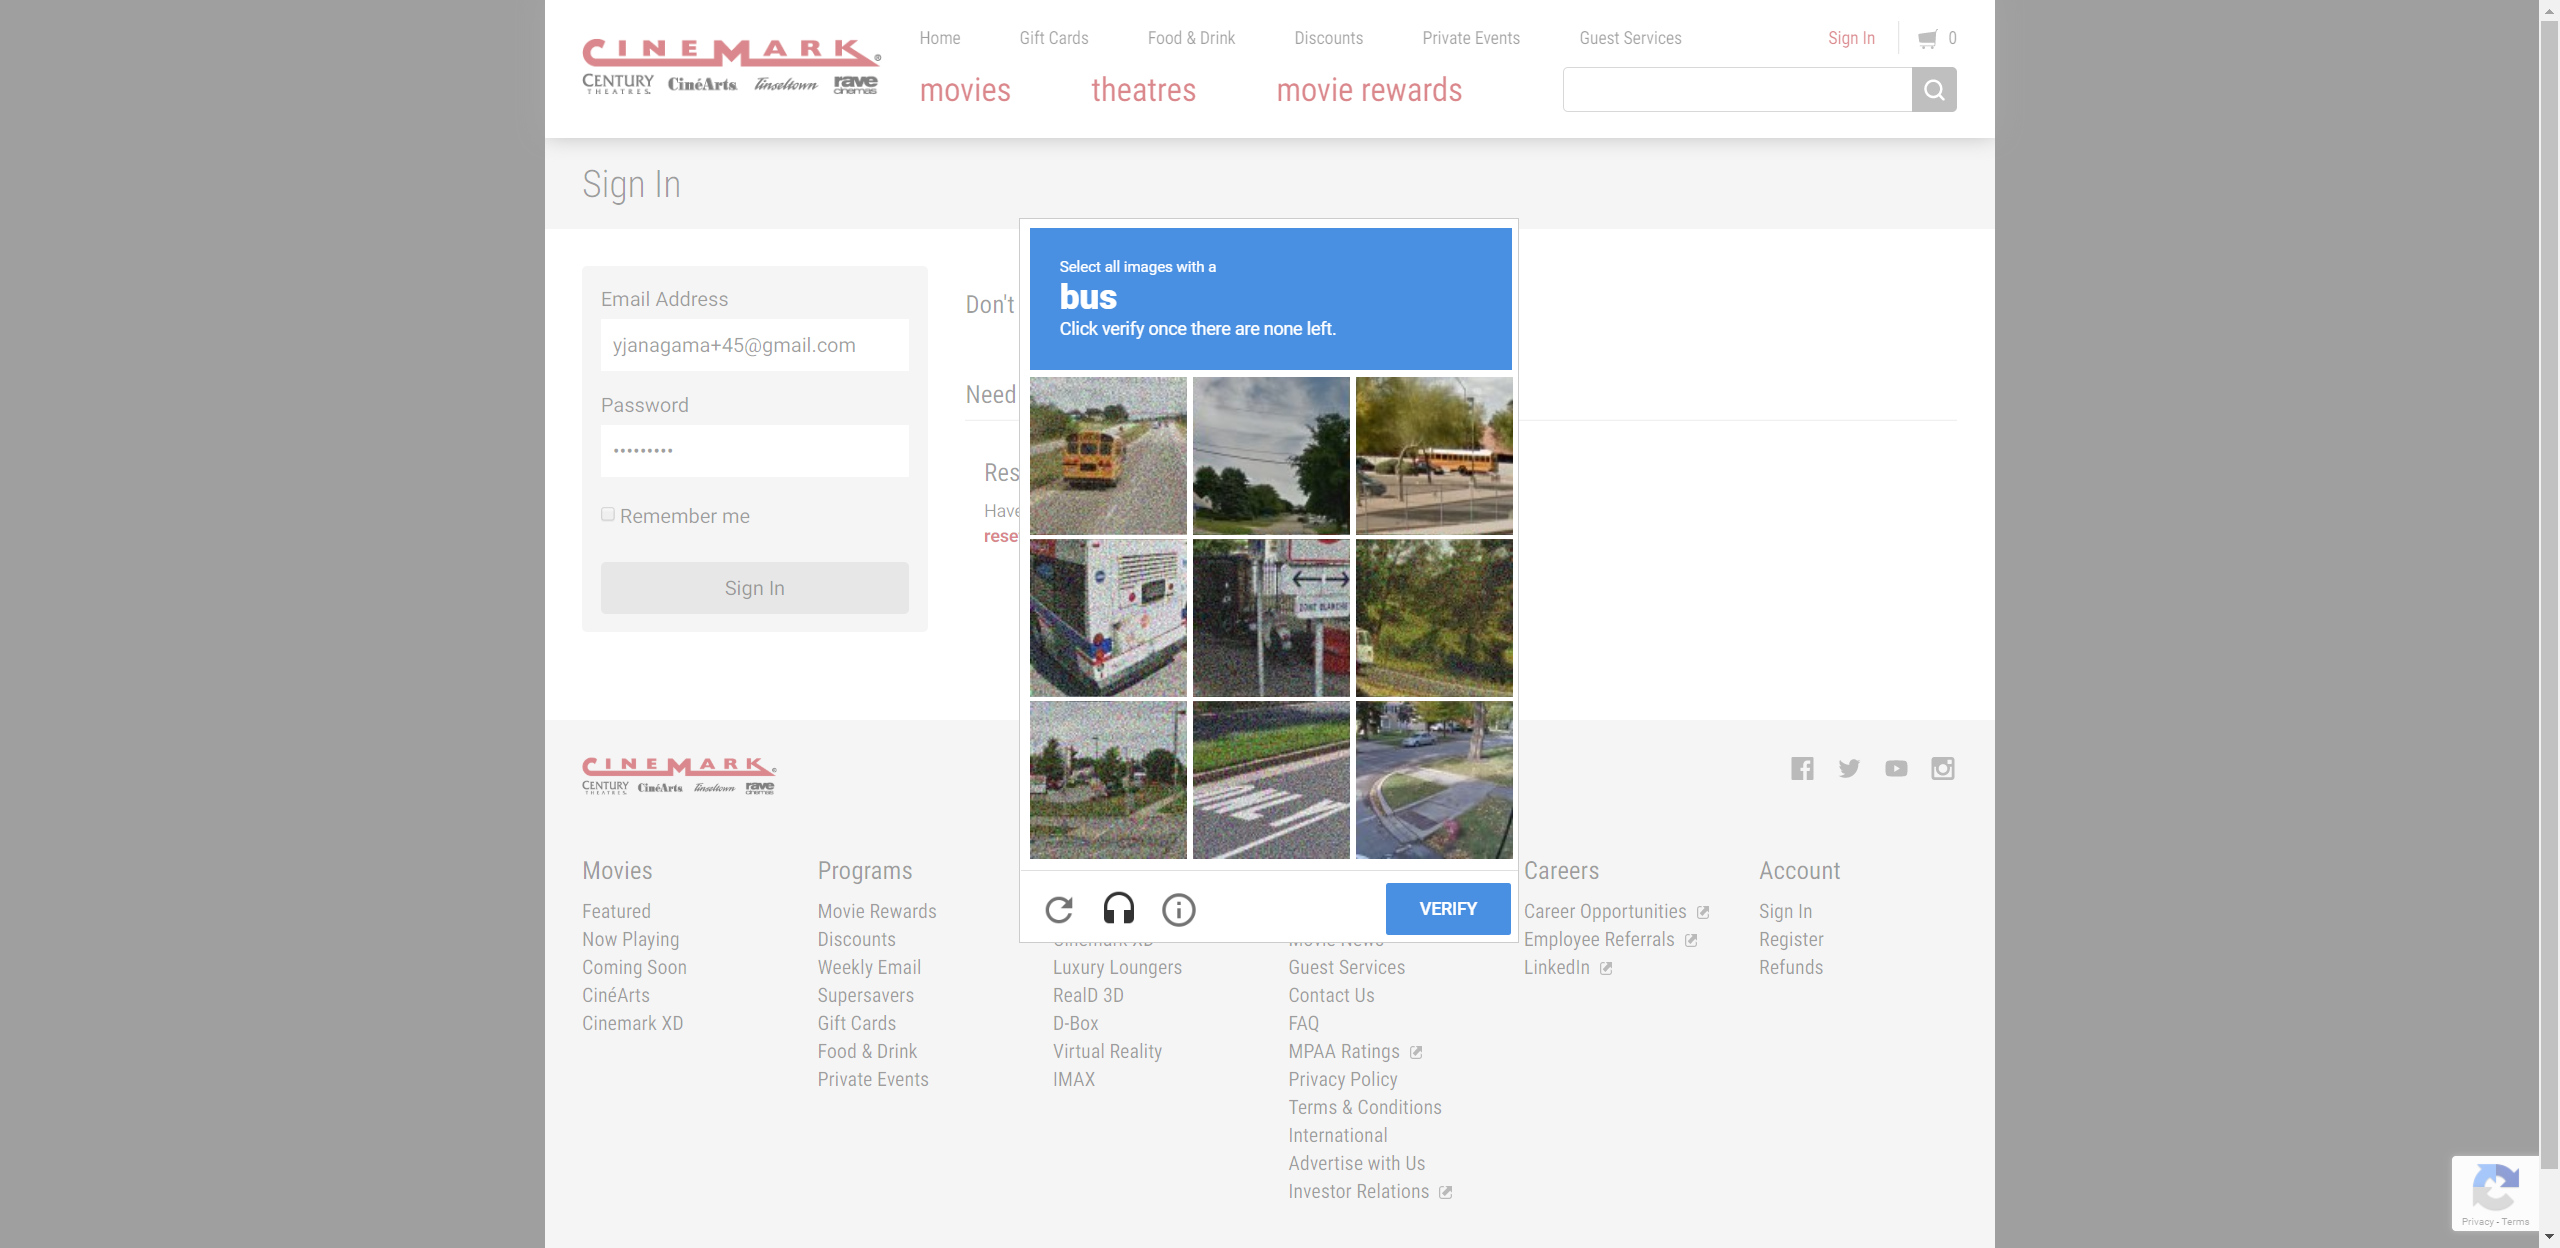 CINEMARK®
CENTURY THEATRES. CinéArts. Tinseltown rave cinemas
Home Gift Cards Food & Drink Discounts Private Events Guest Services Sign In 0
movies theatres movie rewards
Sign In
Email Address
yjanagama+45@gmail.com
Password
Remember me
Sign In
Don't
Need
Res
Have
rese
Select all images with a
bus
Click verify once there are none left.
ZONE BLANCHE
VERIFY
CINEMARK®
CENTURY THEATRES. CinéArts Tinseltown rave cinemas
Movies
Featured
Now Playing
Coming Soon
CinéArts
Cinemark XD
Programs
Movie Rewards
Discounts
Weekly Email
Supersavers
Gift Cards
Food & Drink
Private Events
Cinemark XD
Luxury Loungers
RealD 3D
D-Box
Virtual Reality
IMAX
Movie News
Guest Services
Contact Us
FAQ
MPAA Ratings
Privacy Policy
Terms & Conditions
International
Advertise with Us
Investor Relations
Careers
Career Opportunities
Employee Referrals
LinkedIn
Account
Sign In
Register
Refunds
Privacy - Terms